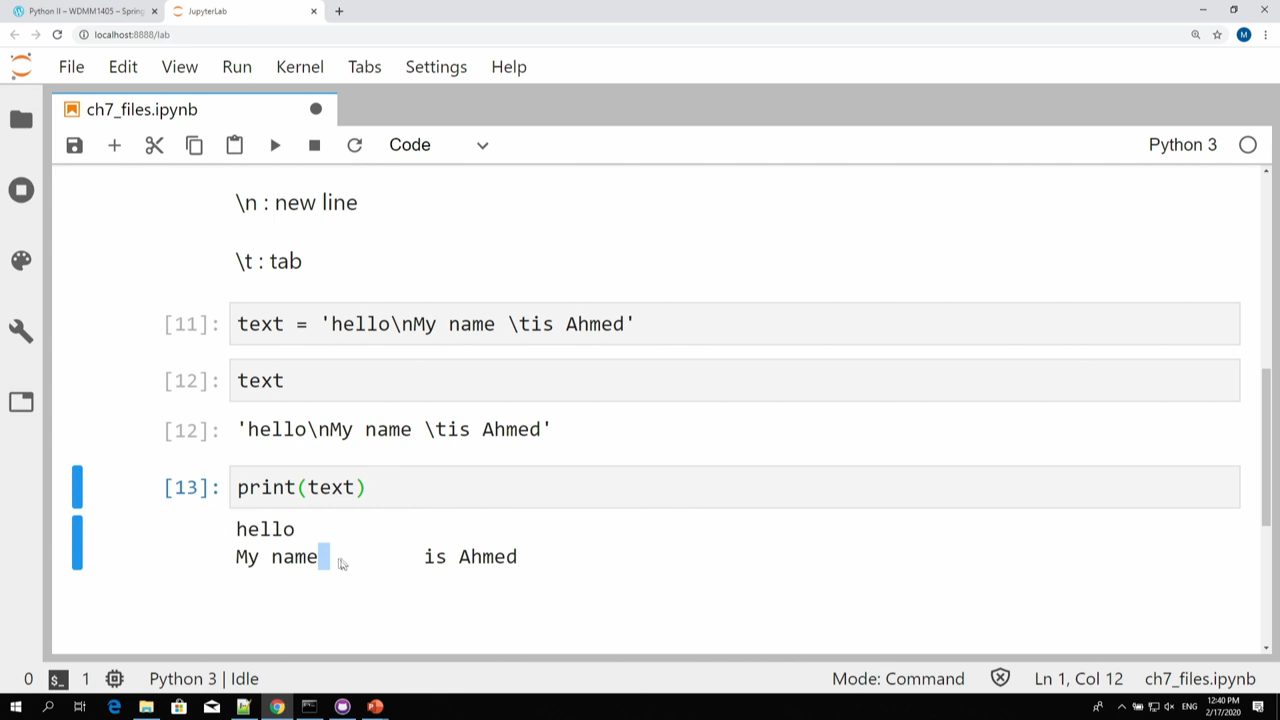 Python II – WDMM1405 – Spring
JupyterLab
localhost:8888/lab
M
File Edit View Run Kernel Tabs Settings Help
ch7_files.ipynb
Code
Python 3
\n : new line
\t : tab
[11]: text = 'hello\nMy name \tis Ahmed'
[12]: text
[12]: 'hello\nMy name \tis Ahmed'
[13]: print(text)
hello
My name 	is Ahmed
0 $_ 1 Python 3 | Idle Mode: Command Ln 1, Col 12 ch7_files.ipynb
ENG
12:40 PM
2/17/2020